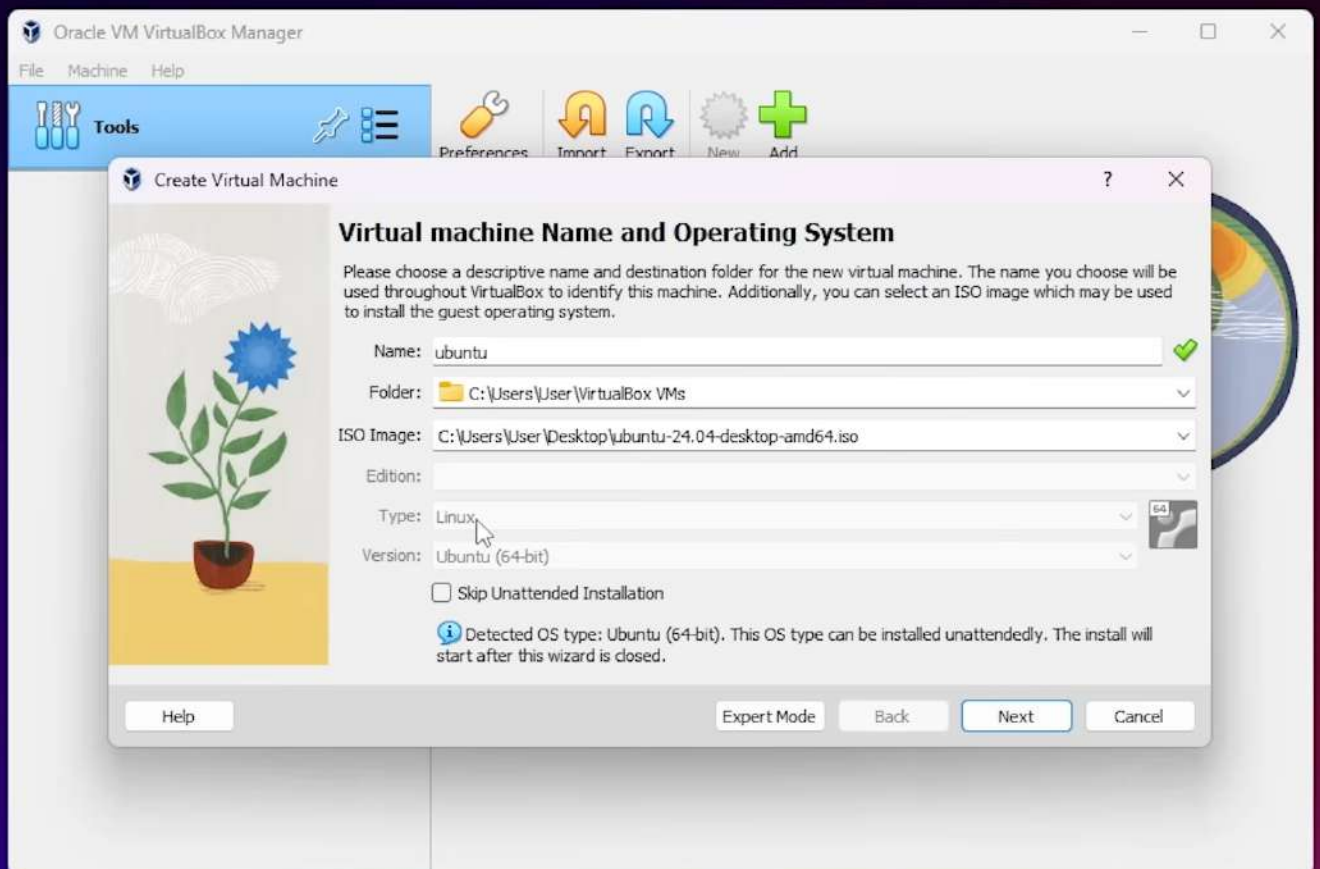 Oracle VM VirtualBox Manager
File Machine Help
Tools
Preferences Import Export New Add
Create Virtual Machine
?
Virtual machine Name and Operating System
Please choose a descriptive name and destination folder for the new virtual machine. The name you choose will be
used throughout VirtualBox to identify this machine. Additionally, you can select an ISO image which may be used
to install the guest operating system.
Name: ubuntu
Folder: C:\Users\User\VirtualBox VMs
ISO Image: C:\Users\User\Desktop\ubuntu-24.04-desktop-amd64.iso
Edition:
Type: Linux
64
Version: Ubuntu (64-bit)
Skip Unattended Installation
Detected OS type: Ubuntu (64-bit). This OS type can be installed unattendedly. The install will
start after this wizard is closed.
Help Expert Mode Back Next Cancel